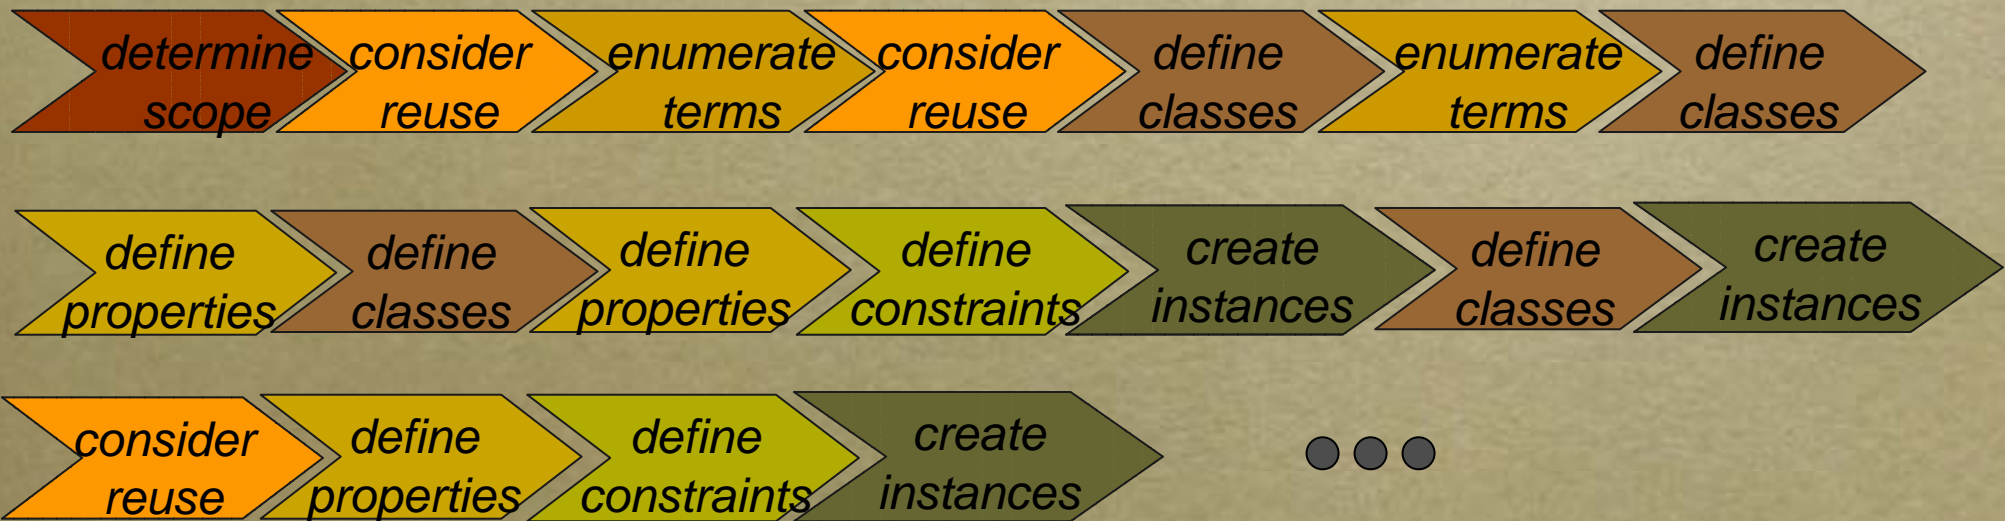 determine consider enumerate consider define enumerate define
scope reuse terms reuse classes terms classes
define define define define create define create
properties classes properties constraints instances classes instances
consider define define create
reuse properties constraints instances